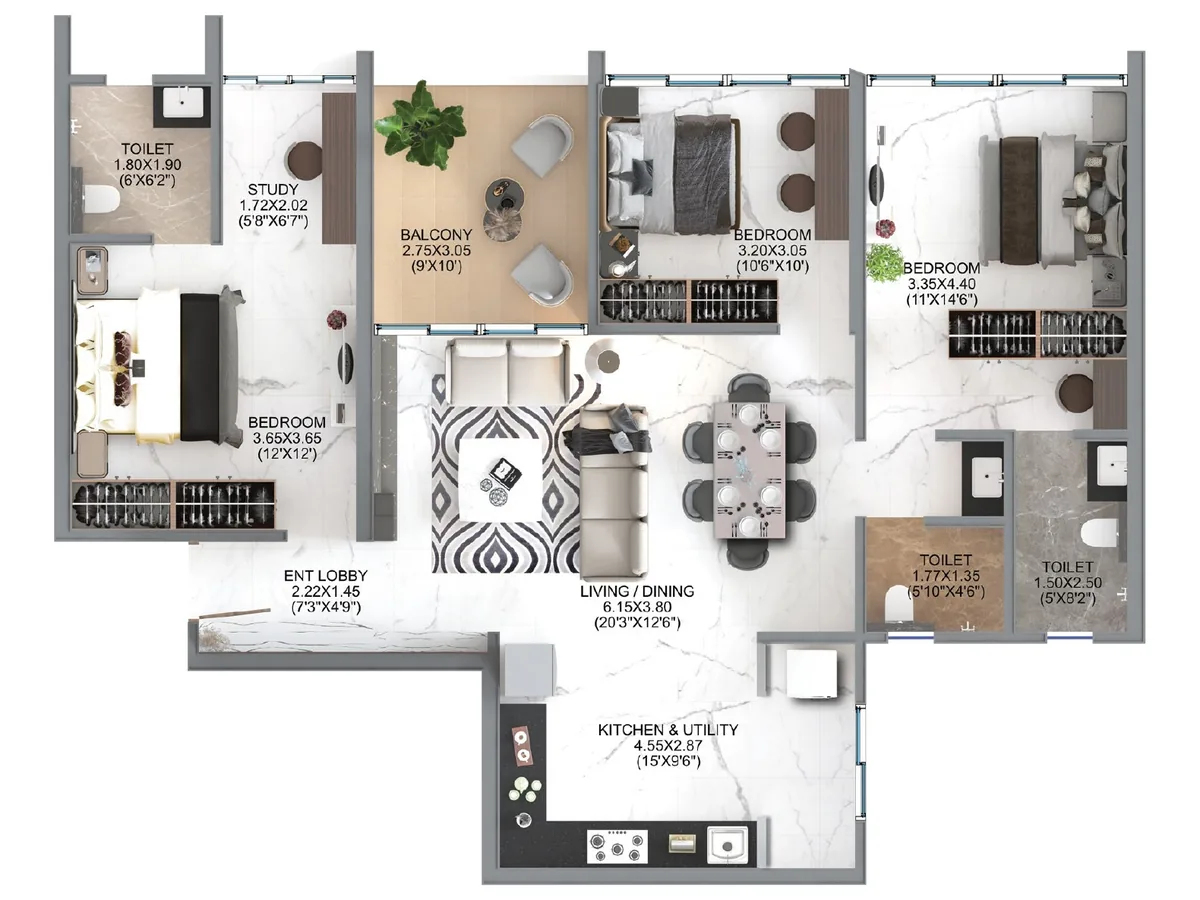 TOILET
1.80X1.90
(6'X6'2")
STUDY
1.72X2.02
(5'8"X6'7")
BALCONY
2.75X3.05
(9'X10')
BEDROOM
3.20X3.05
(10'6"X10')
BEDROOM
3.35X4.40
(11'X14'6")
BEDROOM
3.65X3.65
(12'X12')
ENT LOBBY
2.22X1.45
(7'3"X4'9")
LIVING / DINING
6.15X3.80
(20'3"X12'6")
TOILET
1.77X1.35
(5'10"X4'6")
TOILET
1.50X2.50
(5'X8'2")
KITCHEN & UTILITY
4.55X2.87
(15'X9'6")